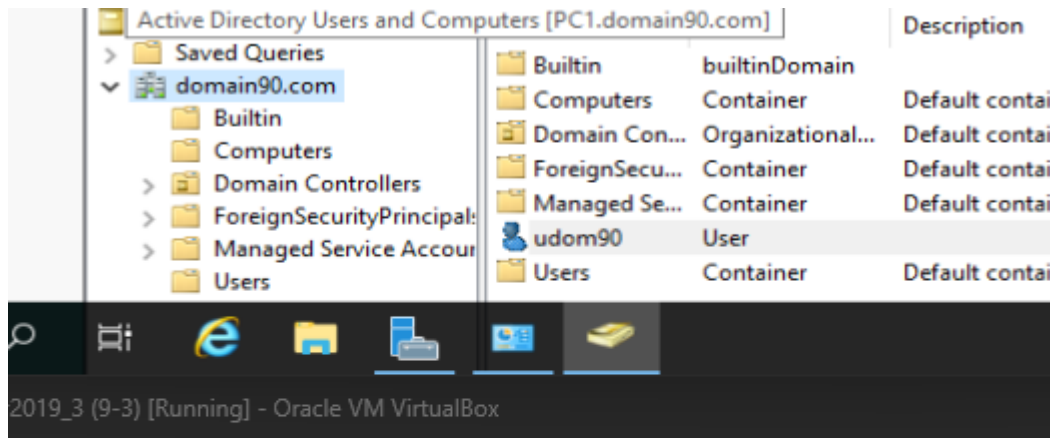 Active Directory Users and Computers [PC1.domain90.com]
Description
Saved Queries
domain90.com
Builtin
Computers
Domain Controllers
ForeignSecurityPrincipals
Managed Service Accour
Users
Builtin builtinDomain
Computers Container Default contai
Domain Con... Organizational...
ForeignSecu... Container Default contai
Managed Se... Container Default contai
udom90 User
Users Container Default contai
2019_3 (9-3) [Running] - Oracle VM VirtualBox